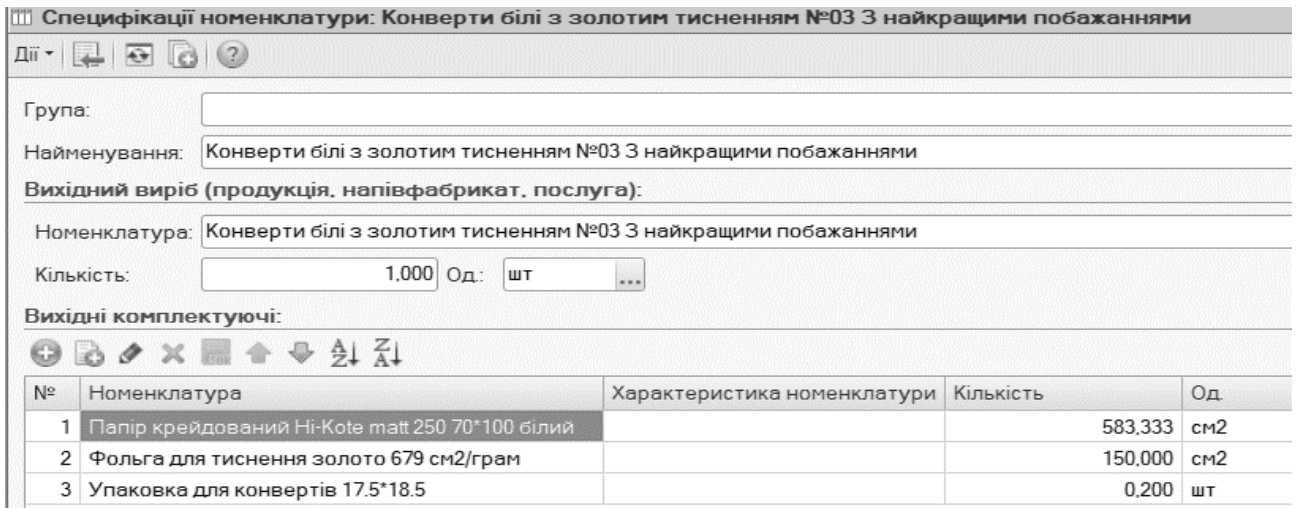 Специфікації номенклатури: Конверти білі з золотим тисненням №03 З найкращими побажаннями
Дії
Група:
Найменування: Конверти білі з золотим тисненням №03 З найкращими побажаннями
Вихідний виріб (продукція, напівфабрикат, послуга):
Номенклатура: Конверти білі з золотим тисненням №03 З найкращими побажаннями
Кількість: 1,000 Од.: шт ...
Вихідні комплектуючі:
№ Номенклатура Характеристика номенклатури Кількість Од.
1 Папір крейдований Hi-Kote matt 250 70*100 білий 583,333 см2
2 Фольга для тиснення золото 679 см2/грам 150,000 см2
3 Упаковка для конвертів 17.5*18.5 0,200 шт